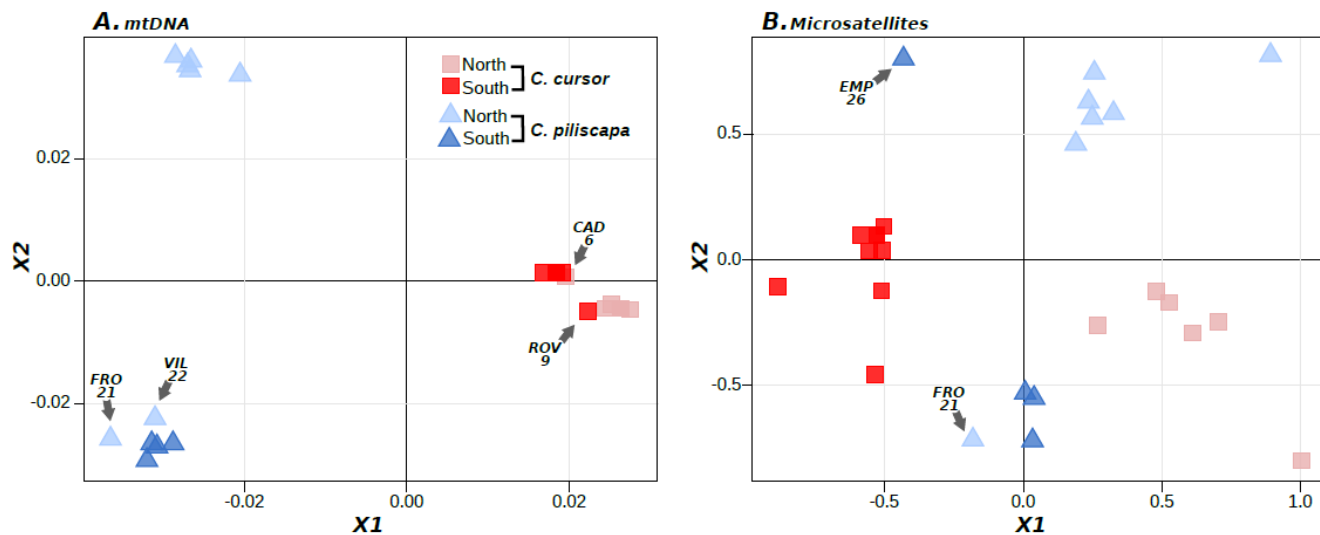 A. mtDNA
North
South
C. cursor
North
South
C. piliscapa
CAD
6
ROV
9
FRO
21
VIL
22
0.02
0.00
-0.02
X2
-0.02
0.00
0.02
X1
B. Microsatellites
EMP
26
FRO
21
0.5
0.0
-0.5
X2
-0.5
0.0
0.5
1.0
X1